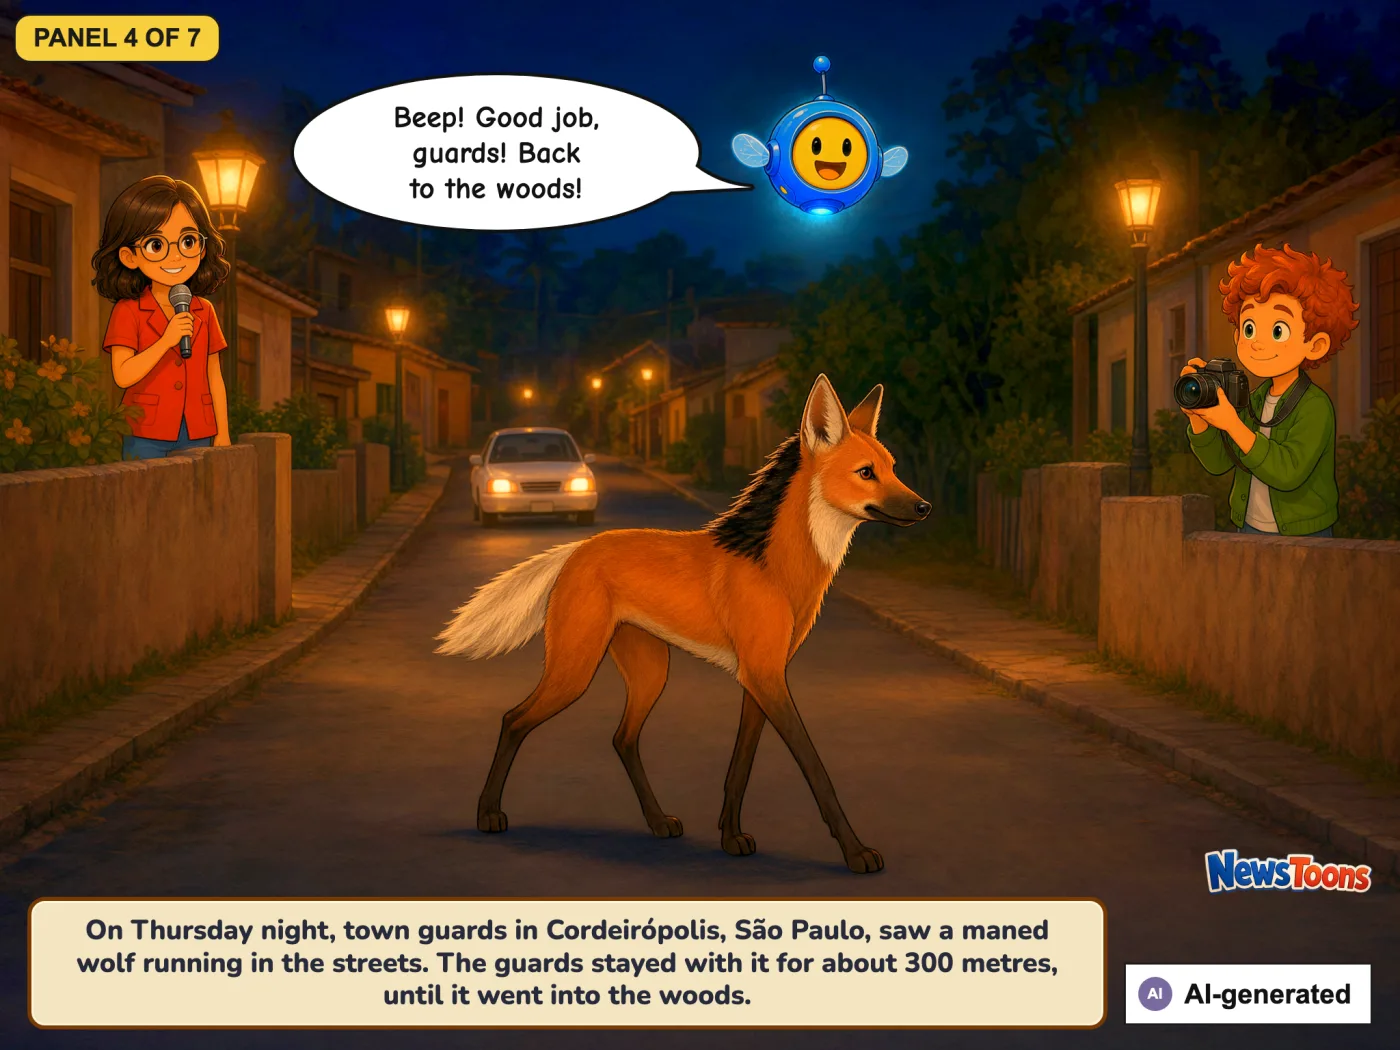 PANEL 4 OF 7
Beep! Good job,
guards! Back
to the woods!
NewsToons
On Thursday night, town guards in Cordeirópolis, São Paulo, saw a maned
wolf running in the streets. The guards stayed with it for about 300 metres,
until it went into the woods.
AI AI-generated